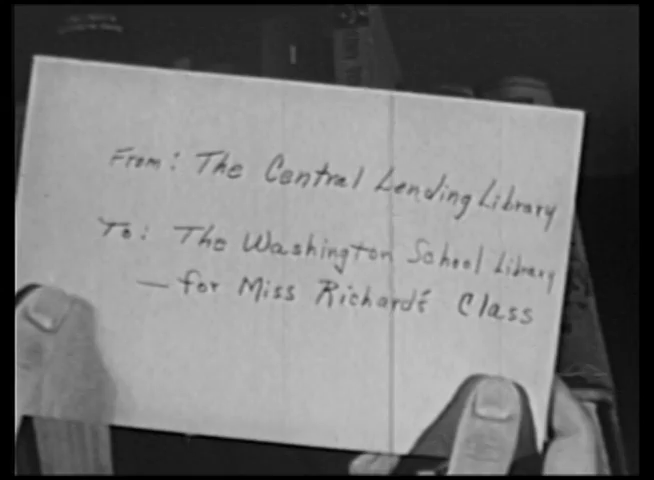 From: The Central Lending Library
To: The Washington School Library
— for Miss Richards' Class